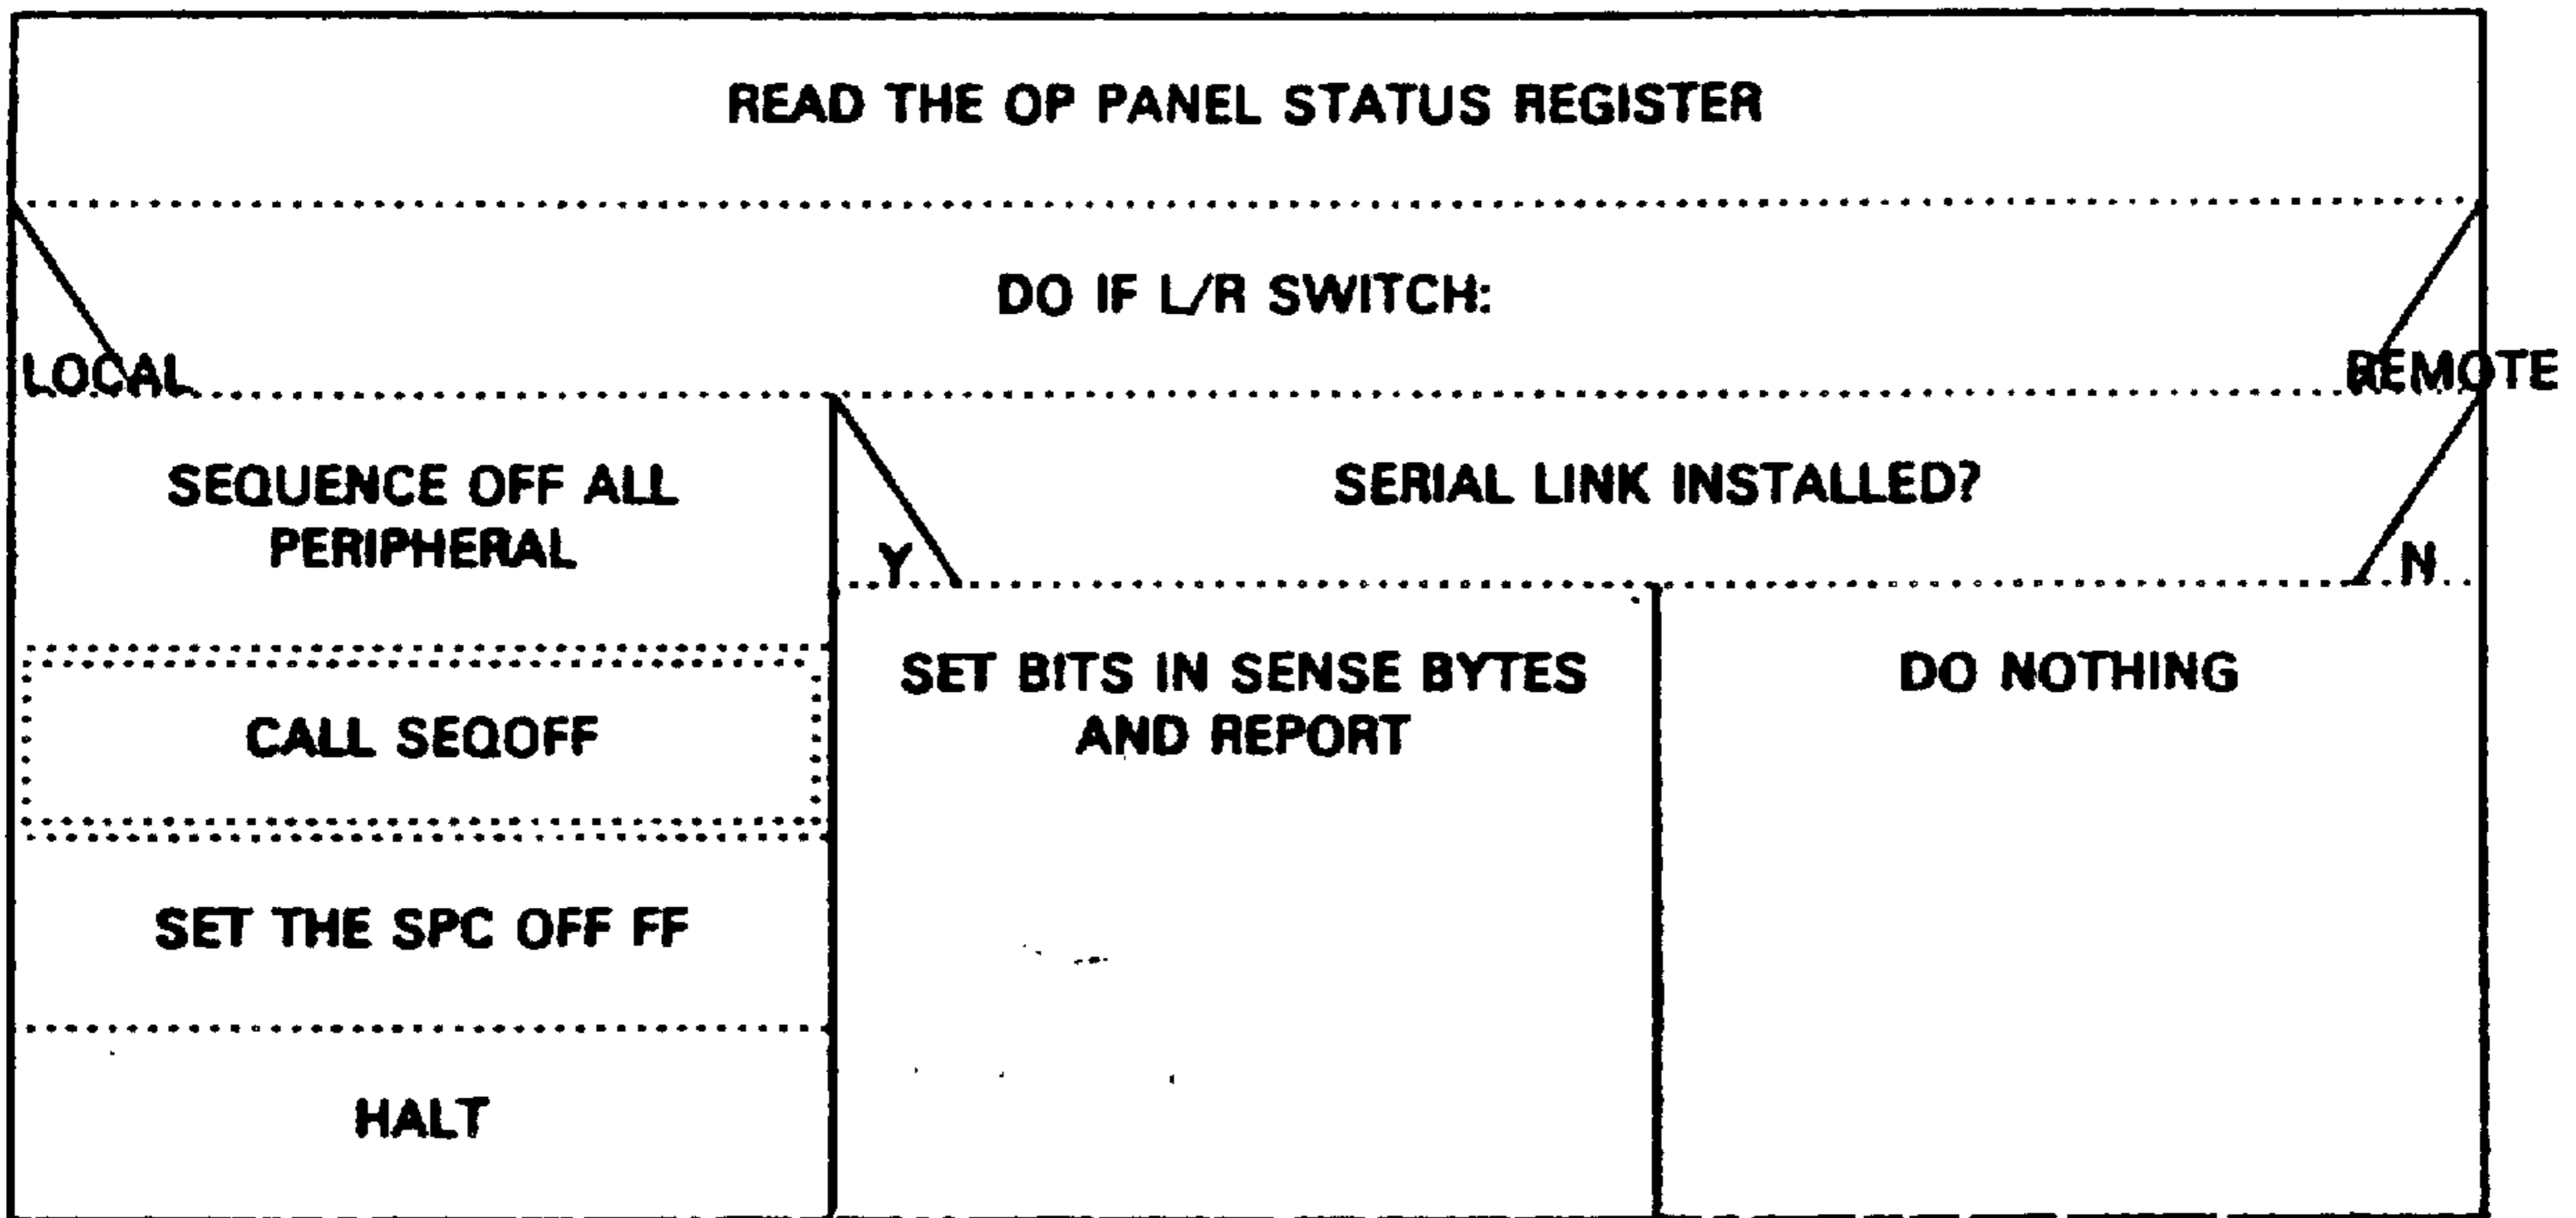 READ THE OP PANEL STATUS REGISTER
DO IF L/R SWITCH:
LOCAL
REMOTE
SEQUENCE OFF ALL
PERIPHERAL
SERIAL LINK INSTALLED?
Y
N
CALL SEQOFF
SET BITS IN SENSE BYTES
AND REPORT
DO NOTHING
SET THE SPC OFF FF
HALT